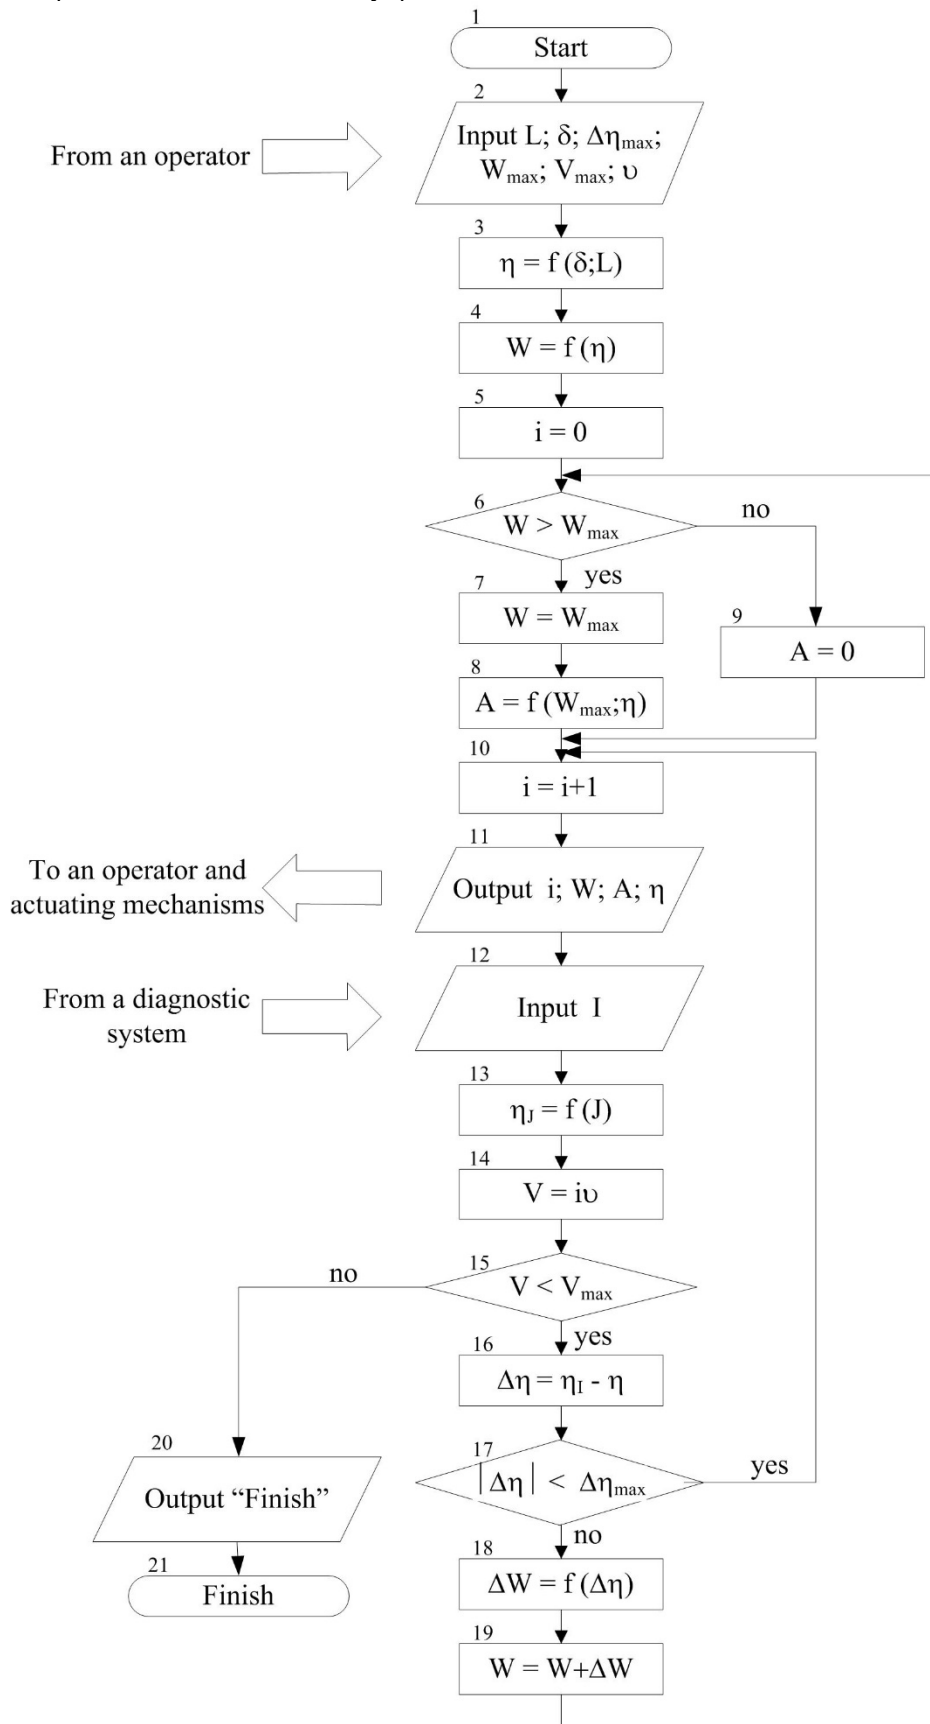 1
Start
2
From an operator
Input L; δ; Δηmax;
Wmax; Vmax; υ
3
η = f (δ;L)
4
W = f (η)
5
i = 0
6
W > Wmax
no
yes
7
W = Wmax
9
A = 0
8
A = f (Wmax;η)
10
i = i+1
11
To an operator and
actuating mechanisms
Output i; W; A; η
12
From a diagnostic
system
Input I
13
ηJ = f (J)
14
V = iυ
15
no
V < Vmax
yes
16
Δη = ηI - η
17
|Δη| < Δηmax
yes
no
20
Output “Finish”
18
ΔW = f (Δη)
21
Finish
19
W = W+ΔW